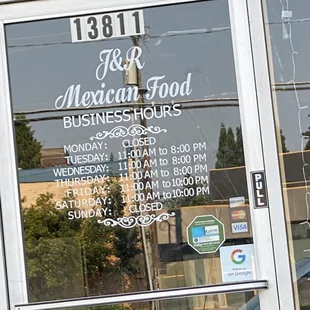 13811
J&R
Mexican Food
BUSINESS HOURS
MONDAY: CLOSED
TUESDAY: 11:00 AM to 8:00 PM
WEDNESDAY: 11:00 AM to 8:00 PM
THURSDAY: 11:00 AM to 8:00 PM
FRIDAY: 11:00 AM to 10:00 PM
SATURDAY: 11:00 AM to 10:00 PM
SUNDAY: CLOSED
PULL
VISA
G
on Google